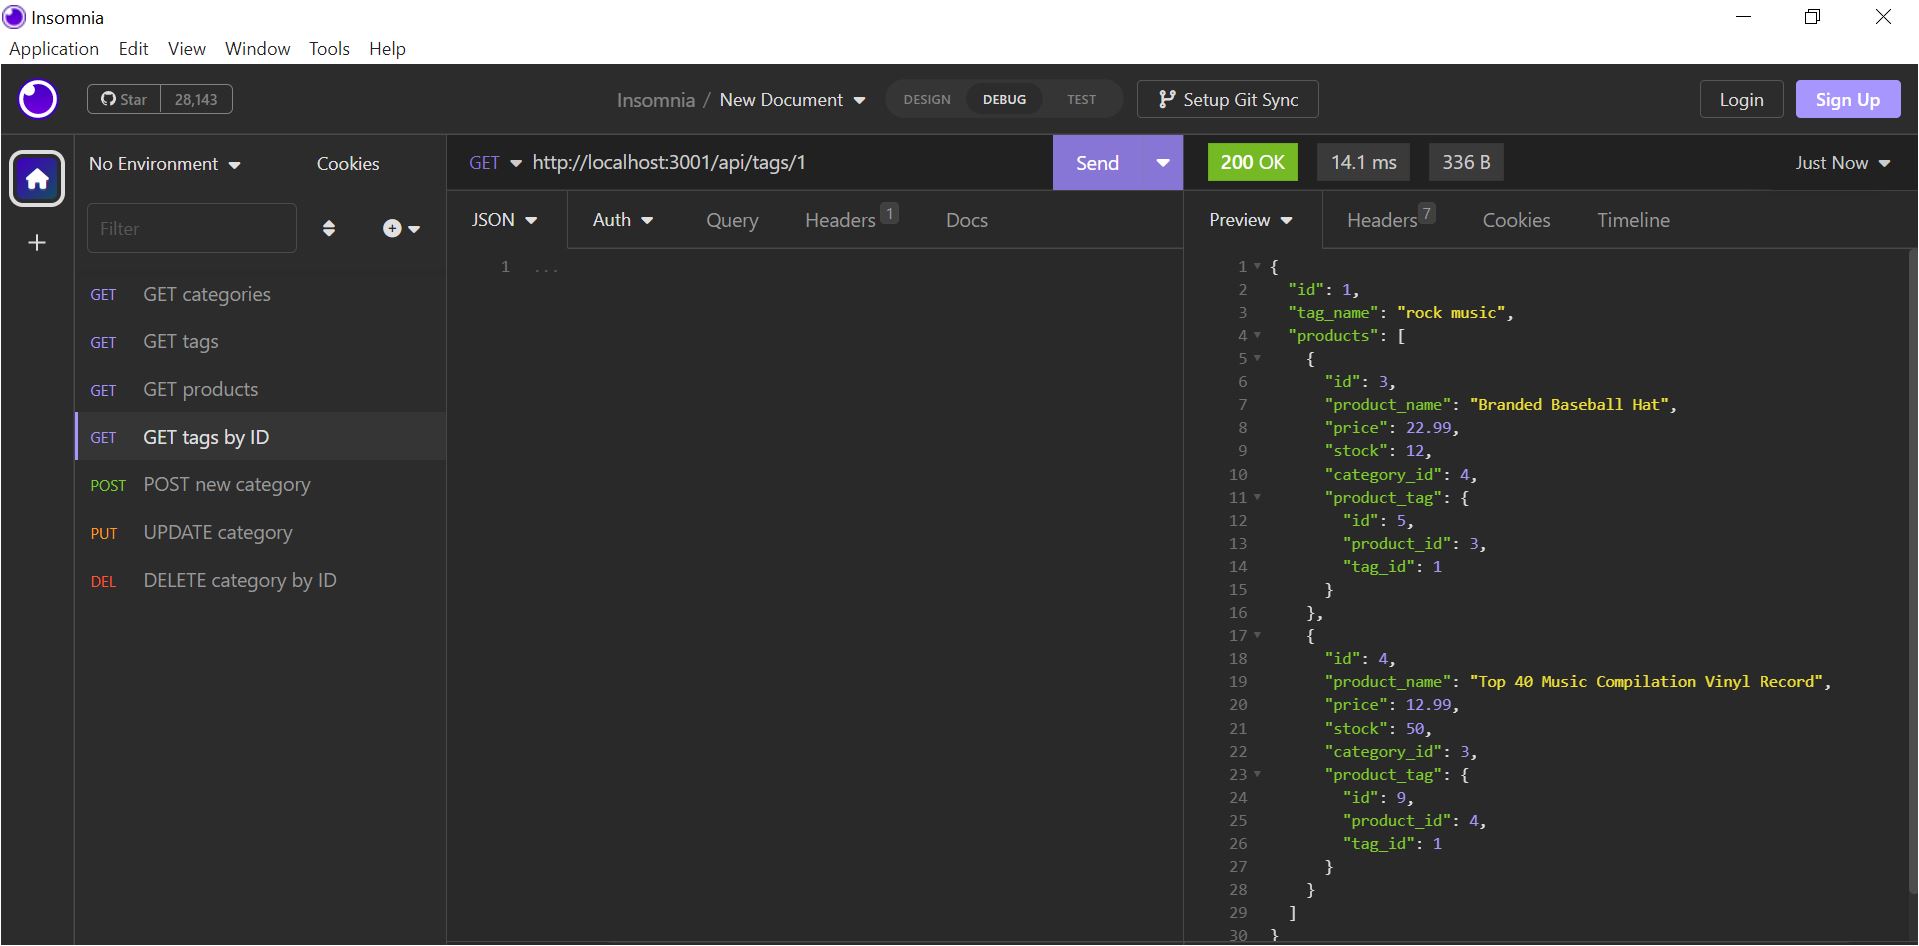 Insomnia
Application Edit View Window Tools Help
Star 28,143
Insomnia / New Document
DESIGN DEBUG TEST
Setup Git Sync
Login
Sign Up
No Environment
Cookies
Filter
GET GET categories
GET GET tags
GET GET products
GET GET tags by ID
POST POST new category
PUT UPDATE category
DEL DELETE category by ID
GET http://localhost:3001/api/tags/1
Send
JSON Auth Query Headers 1 Docs
1 ...
200 OK 14.1 ms 336 B Just Now
Preview Headers 7 Cookies Timeline
1 {
2 "id": 1,
3 "tag_name": "rock music",
4 "products": [
5 {
6 "id": 3,
7 "product_name": "Branded Baseball Hat",
8 "price": 22.99,
9 "stock": 12,
10 "category_id": 4,
11 "product_tag": {
12 "id": 5,
13 "product_id": 3,
14 "tag_id": 1
15 }
16 },
17 {
18 "id": 4,
19 "product_name": "Top 40 Music Compilation Vinyl Record",
20 "price": 12.99,
21 "stock": 50,
22 "category_id": 3,
23 "product_tag": {
24 "id": 9,
25 "product_id": 4,
26 "tag_id": 1
27 }
28 }
29 ]
30 }